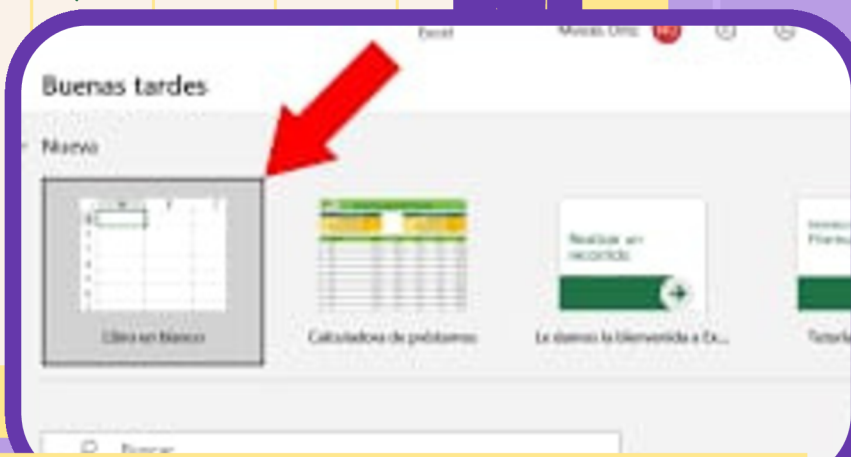 Excel
Buenas tardes
Nuevo
Realizar un
recorrido
Libro en blanco
Calculadora de préstamos
Le damos la bienvenida a Ex...
Buscar